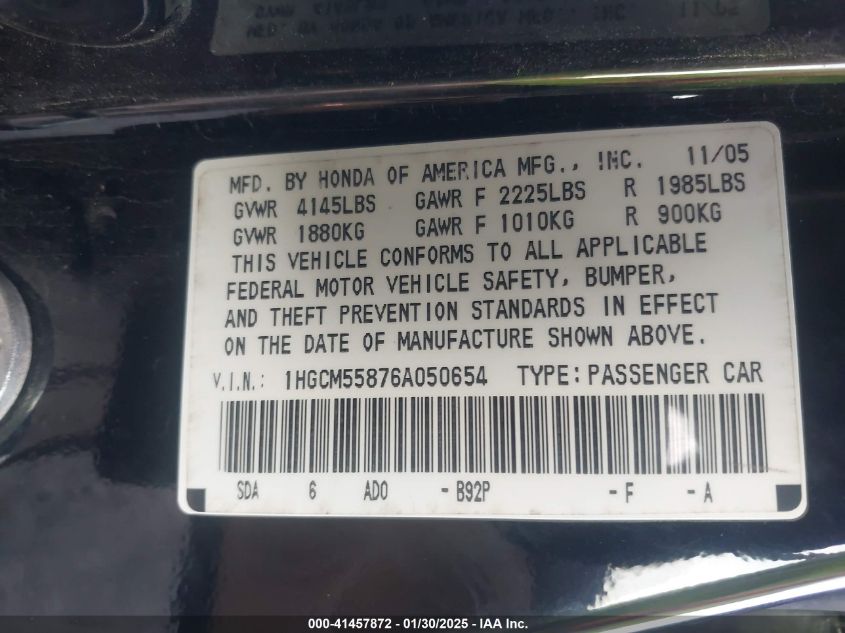 MFD. BY HONDA OF AMERICA MFG., INC. 11/05
GVWR 4145LBS GAWR F 2225LBS R 1985LBS
GVWR 1880KG GAWR F 1010KG R 900KG
THIS VEHICLE CONFORMS TO ALL APPLICABLE
FEDERAL MOTOR VEHICLE SAFETY, BUMPER,
AND THEFT PREVENTION STANDARDS IN EFFECT
ON THE DATE OF MANUFACTURE SHOWN ABOVE.
V.I.N.: 1HGCM55876A050654 TYPE: PASSENGER CAR
SDA 6 AD0 -B92P -F -A
000-41457872 - 01/30/2025 - IAA Inc.